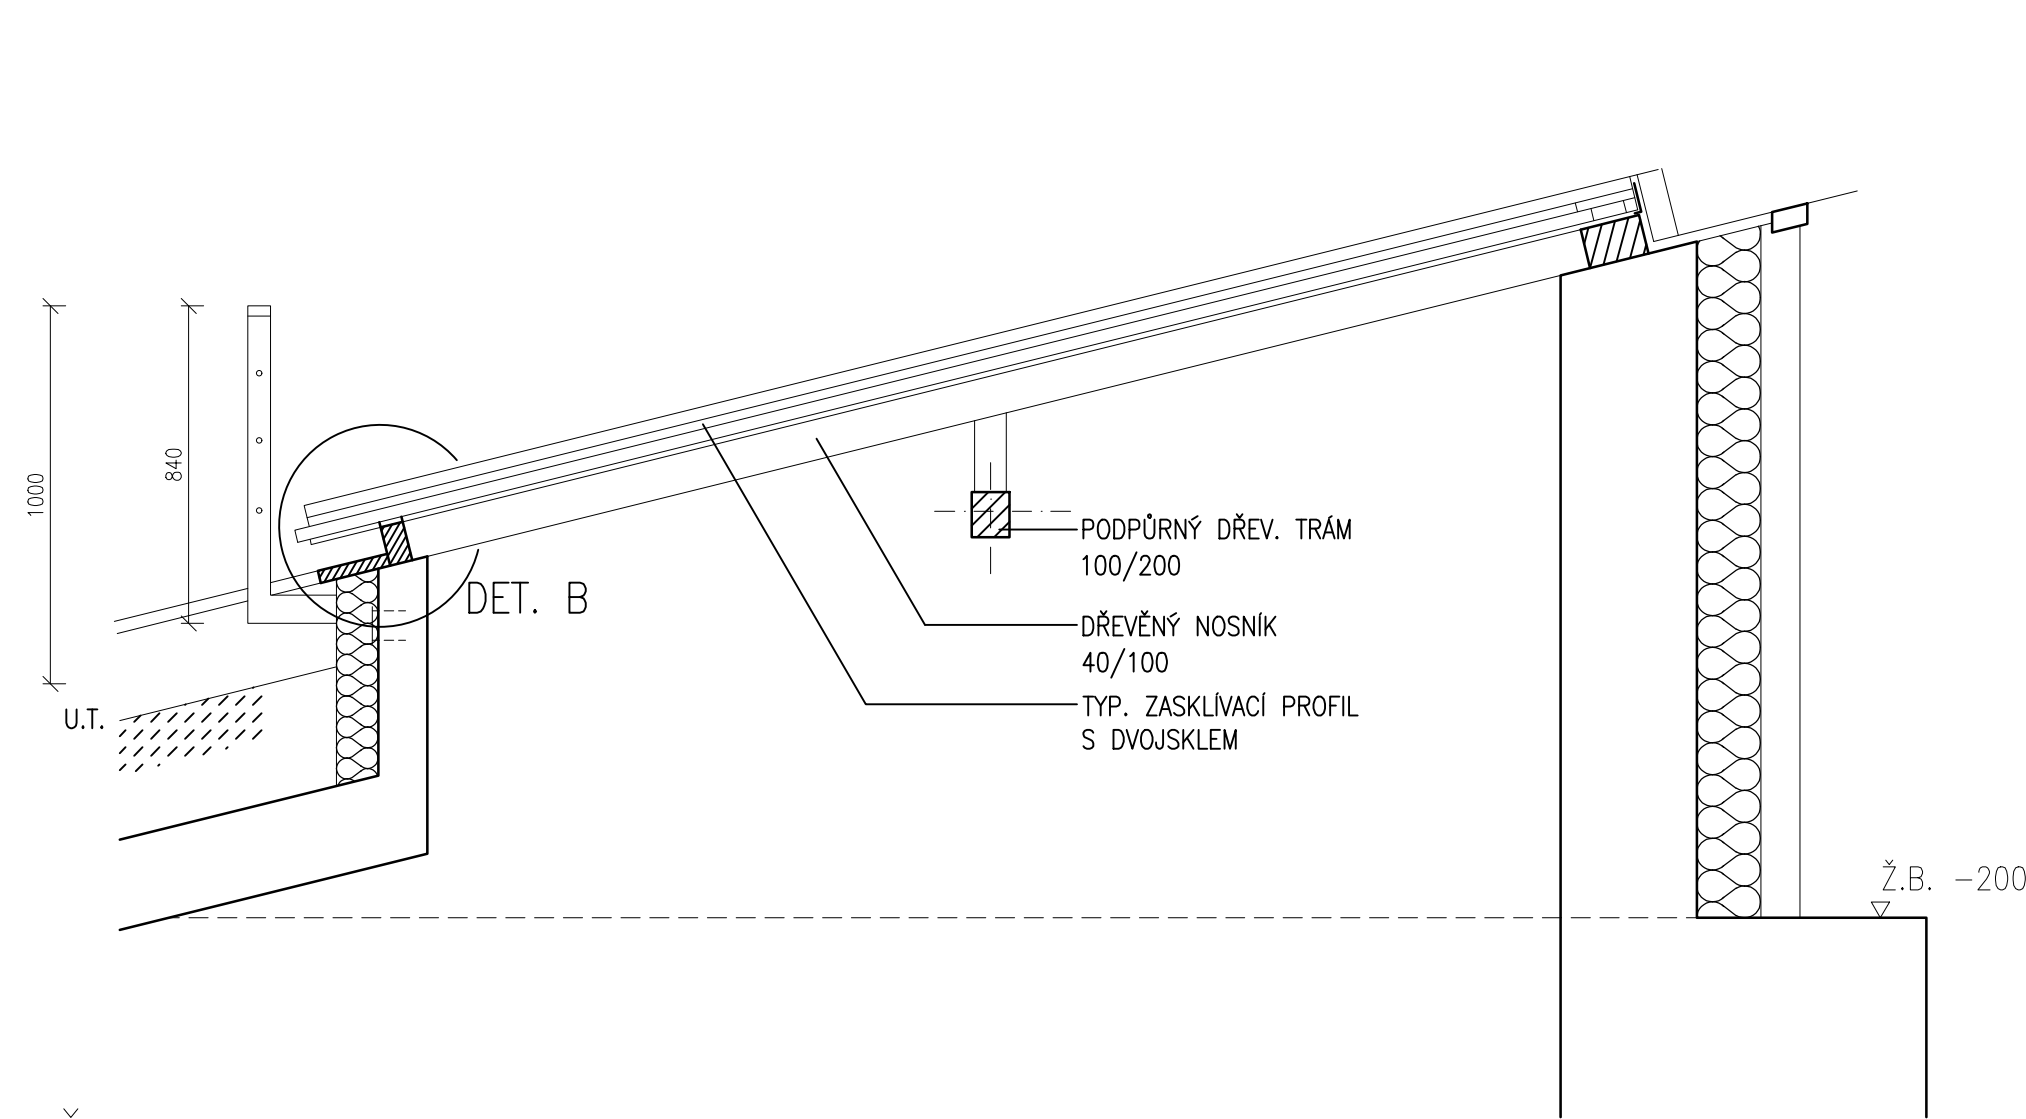 1000
840
DET. B
PODPŮRNÝ DŘEV. TRÁM
100/200
DŘEVĚNÝ NOSNÍK
40/100
TYP. ZASKLÍVACÍ PROFIL
S DVOJSKLEM
U.T.
Ž.B. -200